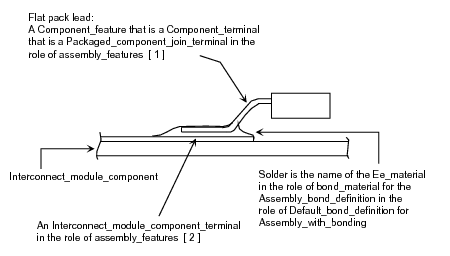 Flat pack lead:
A Component_feature that is a Component_terminal
that is a Packaged_component_join_terminal in the
role of assembly_features [ 1 ]
Interconnect_module_component
Solder is the name of the Ee_material
in the role of bond_material for the
Assembly_bond_definition in the
role of Default_bond_definition for
Assembly_with_bonding
An Interconnect_module_component_terminal
in the role of assembly_features [ 2 ]